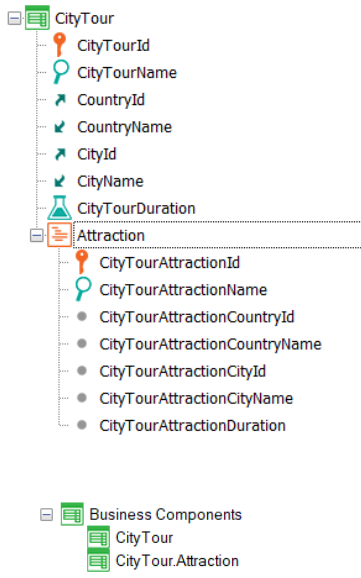 CityTour
CityTourId
CityTourName
CountryId
CountryName
CityId
CityName
CityTourDuration
Attraction
CityTourAttractionId
CityTourAttractionName
CityTourAttractionCountryId
CityTourAttractionCountryName
CityTourAttractionCityId
CityTourAttractionCityName
CityTourAttractionDuration
Business Components
CityTour
CityTour.Attraction